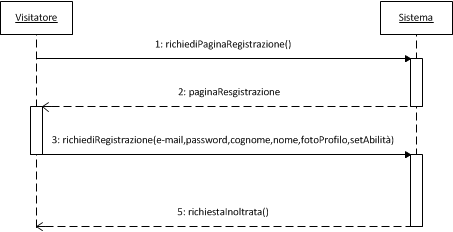 Visitatore
Sistema
1: richiediPaginaRegistrazione()
2: paginaResgistrazione
3: richiediRegistrazione(e-mail,password,cognome,nome,fotoProfilo,setAbilità)
5: richiestaInoltrata()